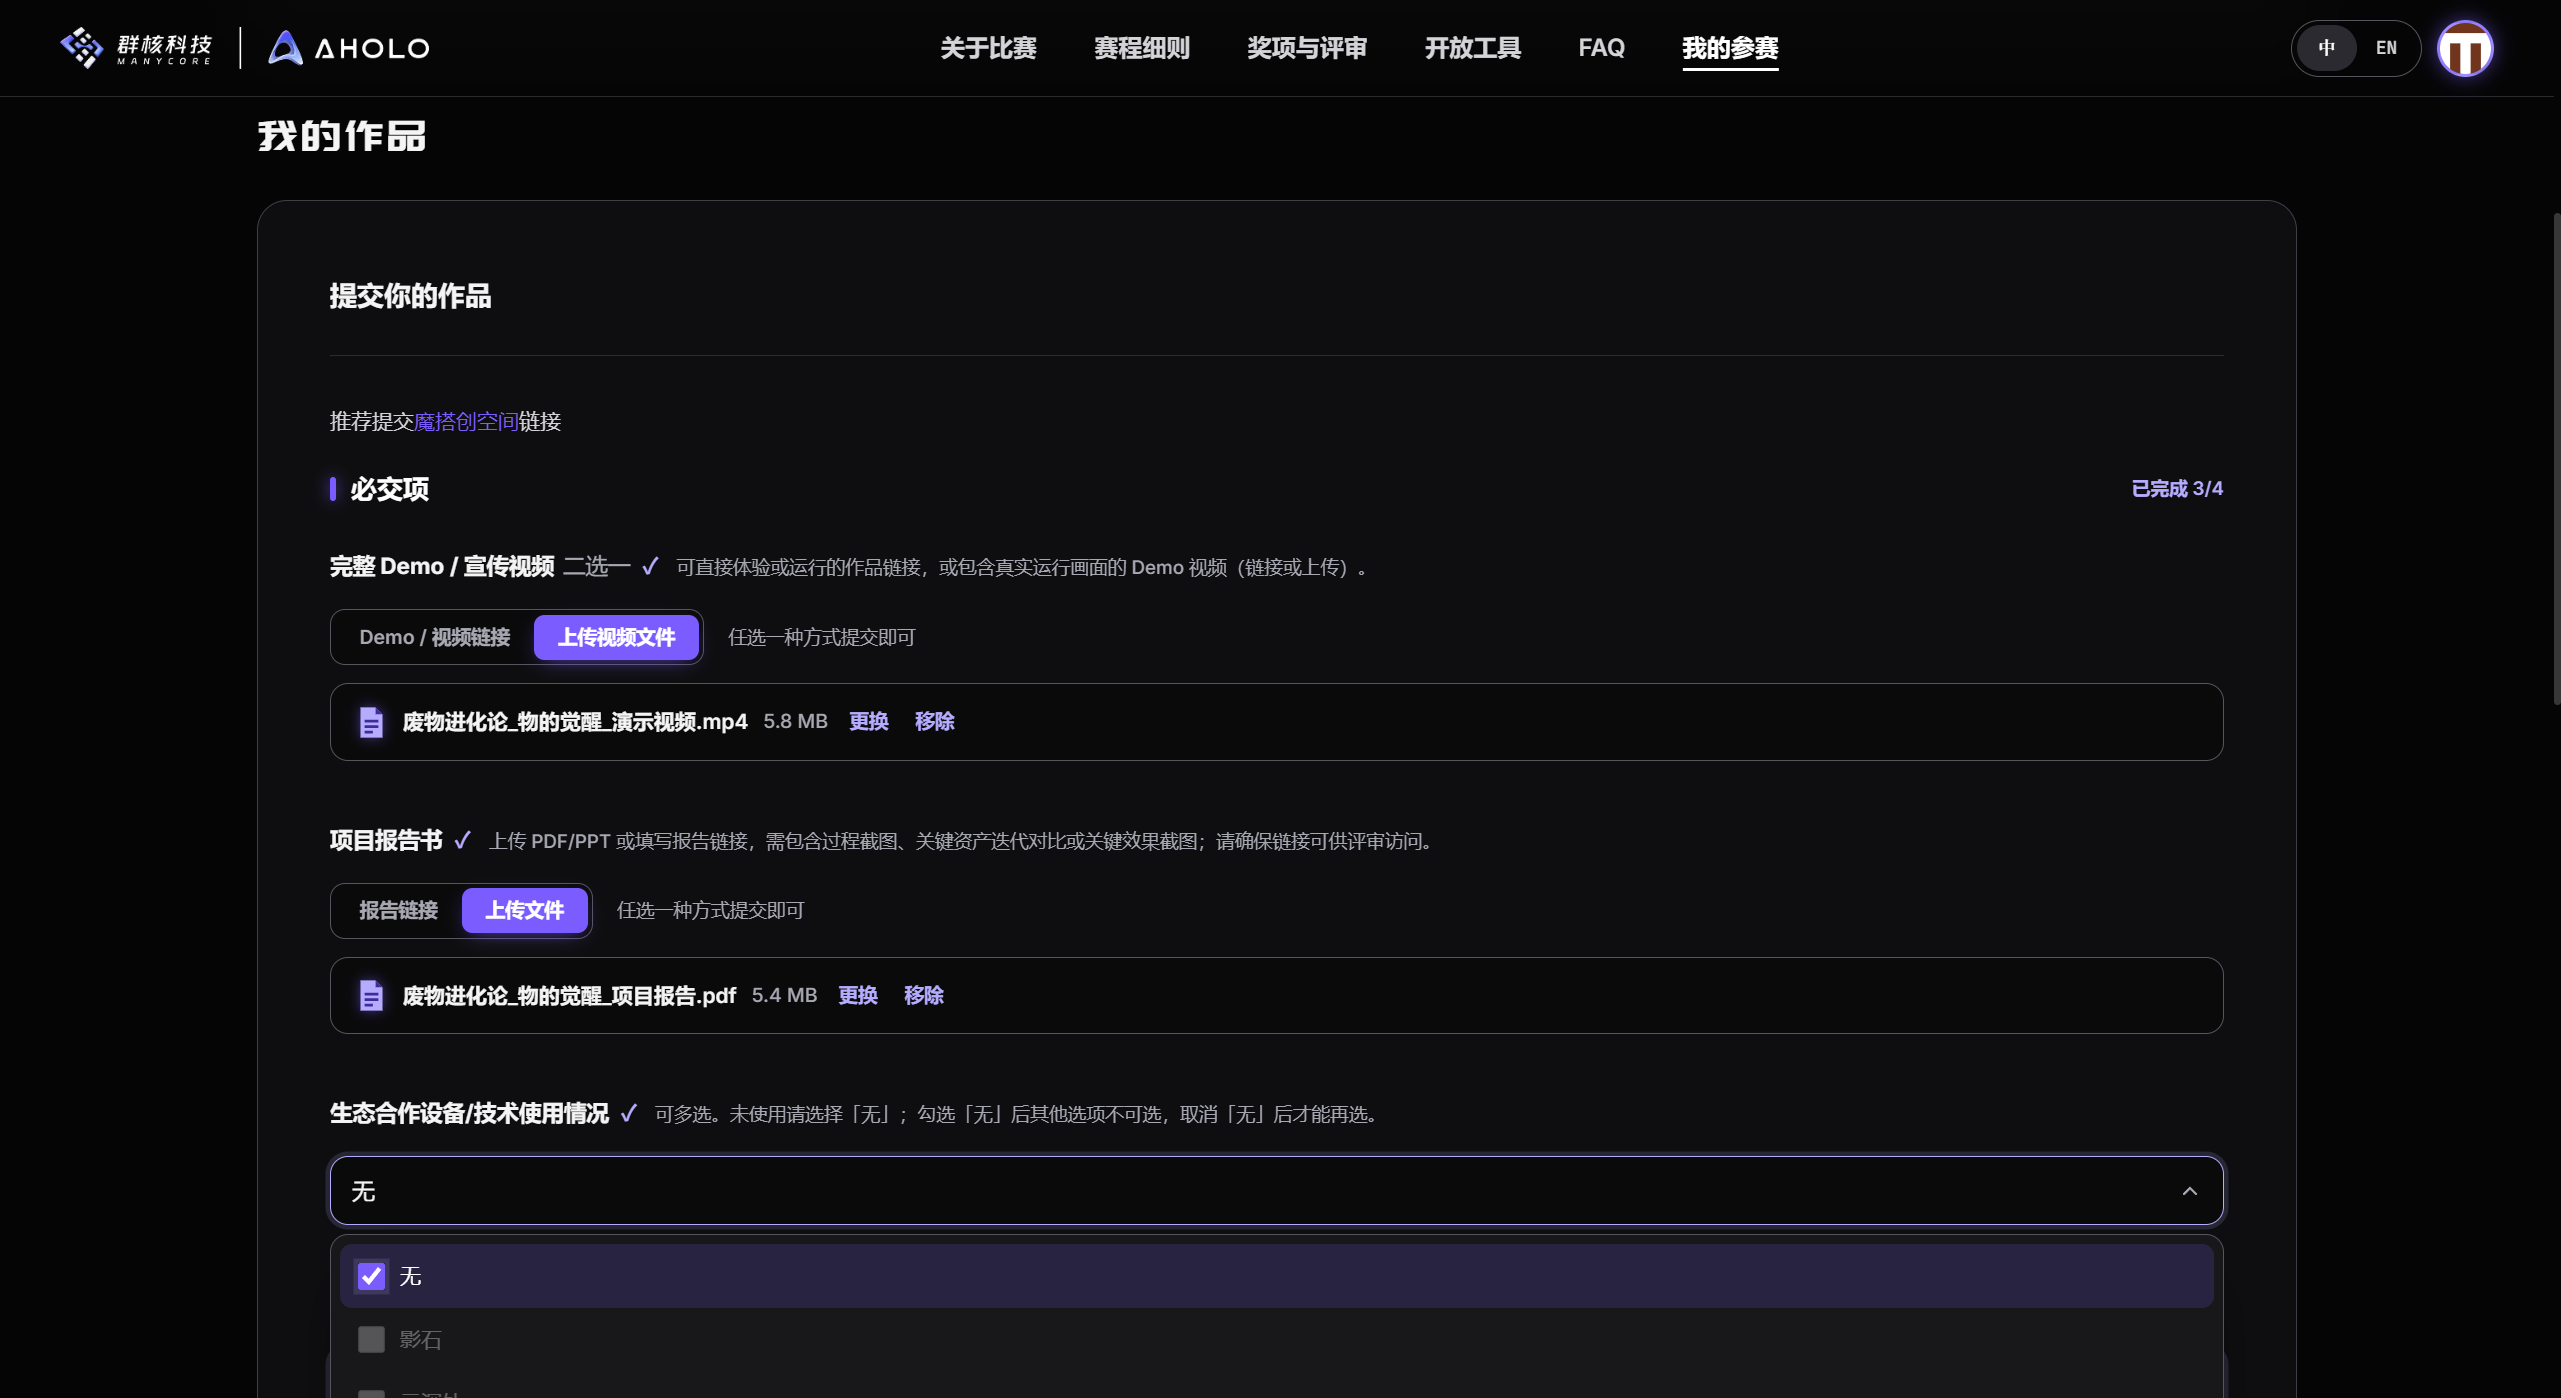 群核科技
MANYCORE
AHOLO
关于比赛
赛程细则
奖项与评审
开放工具
FAQ
我的参赛
中
EN
我的作品
提交你的作品
推荐提交魔搭创空间链接
必交项
已完成 3/4
完整 Demo / 宣传视频 二选一 ✓ 可直接体验或运行的作品链接，或包含真实运行画面的 Demo 视频（链接或上传）。
Demo / 视频链接
上传视频文件
任选一种方式提交即可
废物进化论_物的觉醒_演示视频.mp4 5.8 MB 更换 移除
项目报告书 ✓ 上传 PDF/PPT 或填写报告链接，需包含过程截图、关键资产迭代对比或关键效果截图；请确保链接可供评审访问。
报告链接
上传文件
任选一种方式提交即可
废物进化论_物的觉醒_项目报告.pdf 5.4 MB 更换 移除
生态合作设备/技术使用情况 ✓ 可多选。未使用请选择「无」；勾选「无」后其他选项不可选，取消「无」后才能再选。
无
无
影石